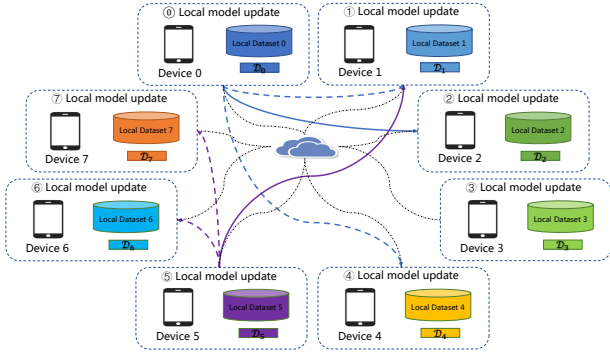 ⓪ Local model update
Local Dataset 0
Device 0
𝒟₀
① Local model update
Local Dataset 1
Device 1
𝒟₁
⑦ Local model update
Local Dataset 7
Device 7
𝒟₇
② Local model update
Local Dataset 2
Device 2
𝒟₂
⑥ Local model update
Local Dataset 6
Device 6
𝒟₆
③ Local model update
Local Dataset 3
Device 3
𝒟₃
⑤ Local model update
Local Dataset 5
Device 5
𝒟₅
④ Local model update
Local Dataset 4
Device 4
𝒟₄